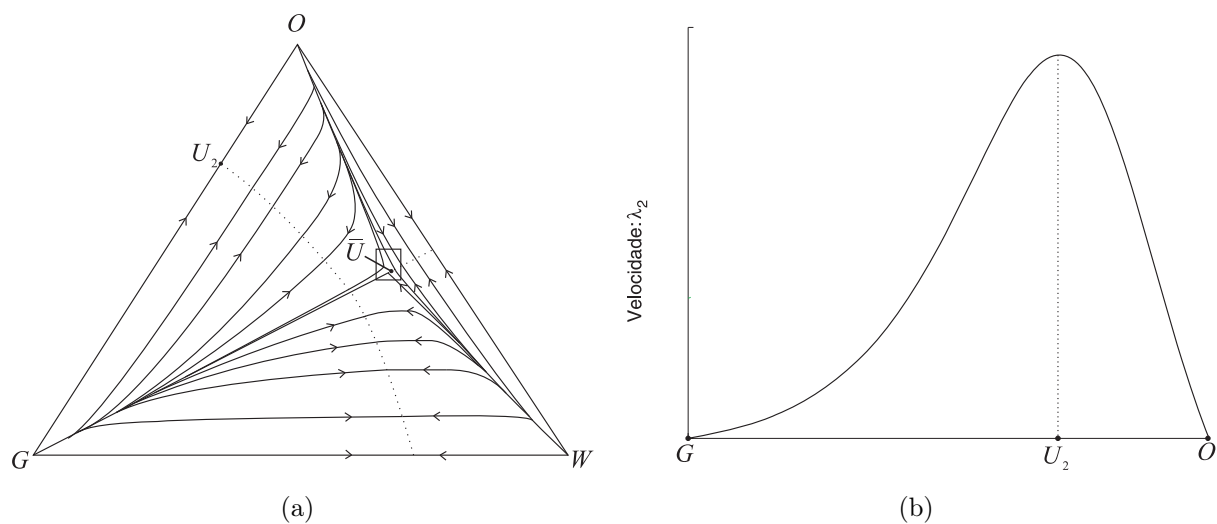 O
U₂
U̅
G
W
(a)
Velocidade:λ₂
G
U₂
O
(b)